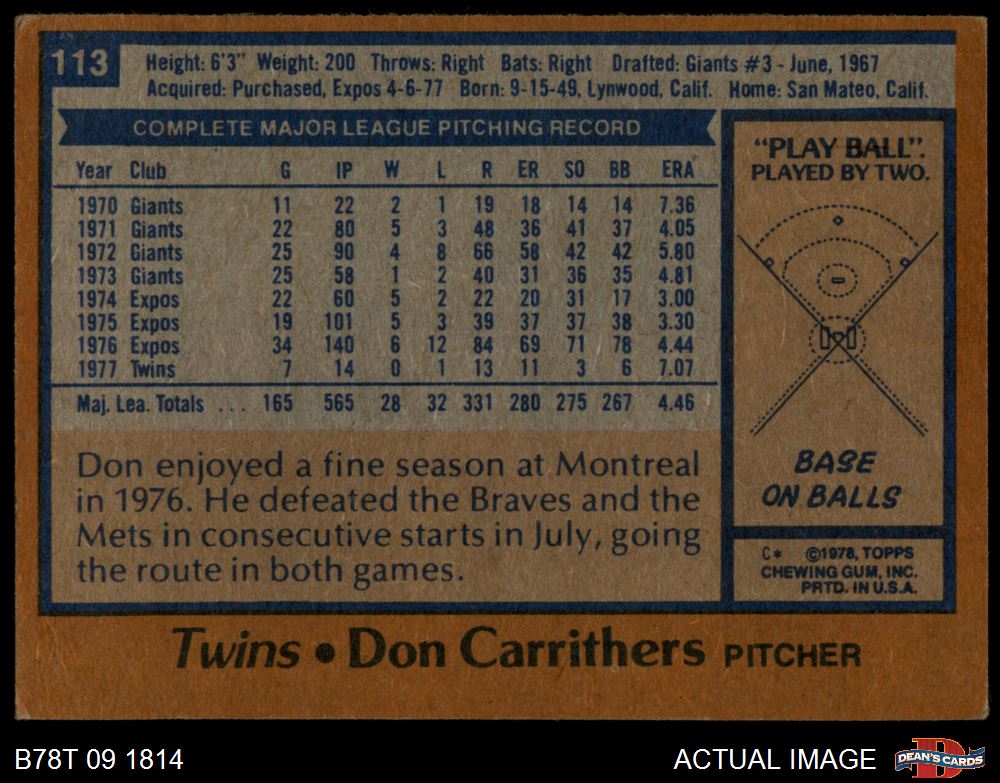 113
Height: 6'3" Weight: 200 Throws: Right Bats: Right Drafted: Giants #3 - June, 1967
Acquired: Purchased, Expos 4-6-77 Born: 9-15-49, Lynwood, Calif. Home: San Mateo, Calif.
COMPLETE MAJOR LEAGUE PITCHING RECORD
Year Club G IP W L R ER SO BB ERA
1970 Giants 11 22 2 1 19 18 14 14 7.36
1971 Giants 22 80 5 3 48 36 41 37 4.05
1972 Giants 25 90 4 8 66 58 42 42 5.80
1973 Giants 25 58 1 2 40 31 36 35 4.81
1974 Expos 22 60 5 2 22 20 31 17 3.00
1975 Expos 19 101 5 3 39 37 37 38 3.30
1976 Expos 34 140 6 12 84 69 71 78 4.44
1977 Twins 7 14 0 1 13 11 3 6 7.07
Maj. Lea. Totals ... 165 565 28 32 331 280 275 267 4.46
Don enjoyed a fine season at Montreal
in 1976. He defeated the Braves and the
Mets in consecutive starts in July, going
the route in both games.
"PLAY BALL".
PLAYED BY TWO.
BASE
ON BALLS
C* ©1978, TOPPS
CHEWING GUM, INC.
PRTD. IN U.S.A.
Twins • Don Carrithers PITCHER
B78T 09 1814
ACTUAL IMAGE
D
DEAN'S CARDS